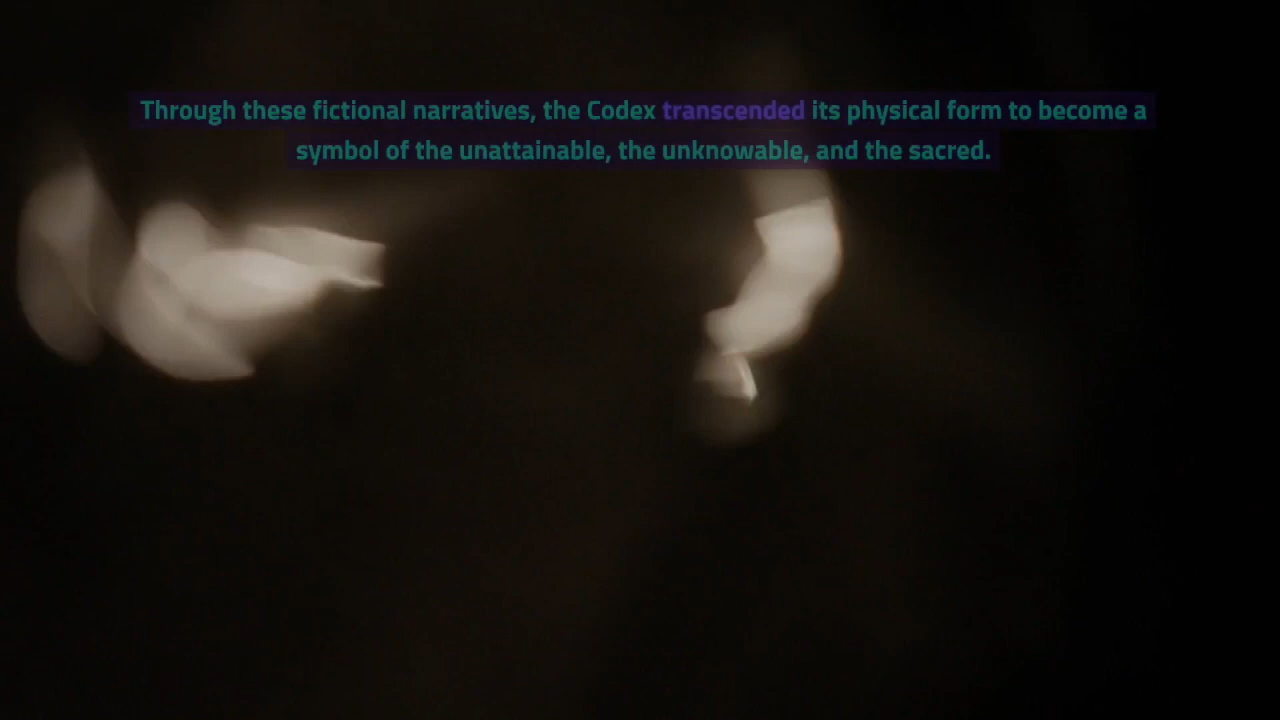 Through these fictional narratives, the Codex transcended its physical form to become a
symbol of the unattainable, the unknowable, and the sacred.